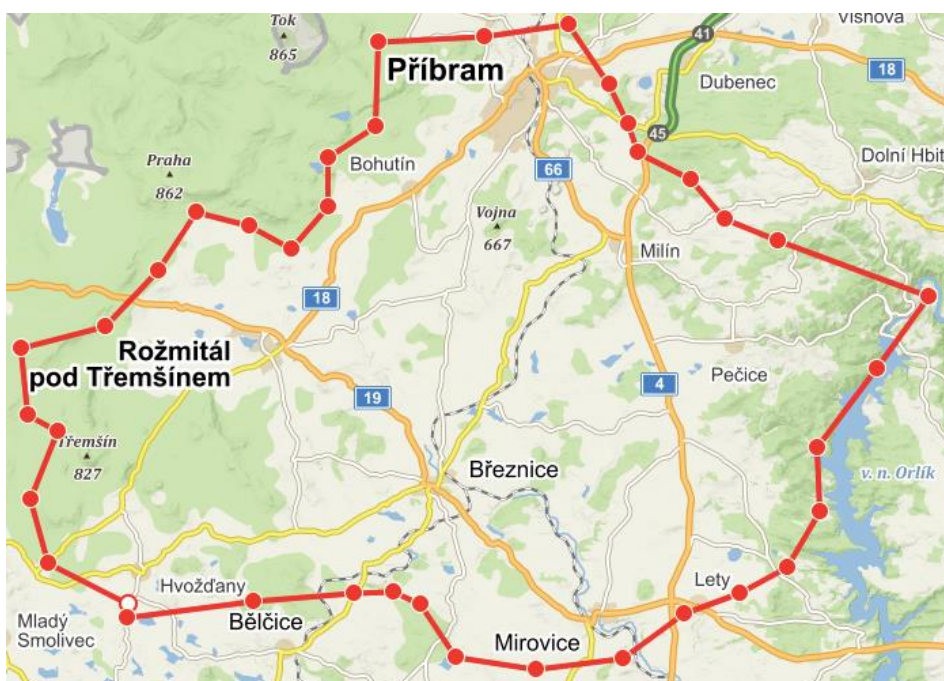 Tok
865
Višňová
41
Příbram
18
Dubenec
45
Praha
862
Bohutín
66
Dolní Hbit
Vojna
667
Milín
18
Rožmitál
pod Třemšínem
Pečice
4
19
Třemšín
827
Březnice
v. n. Orlík
Hvožďany
Lety
Mladý
Smolivec
Bělčice
Mirovice